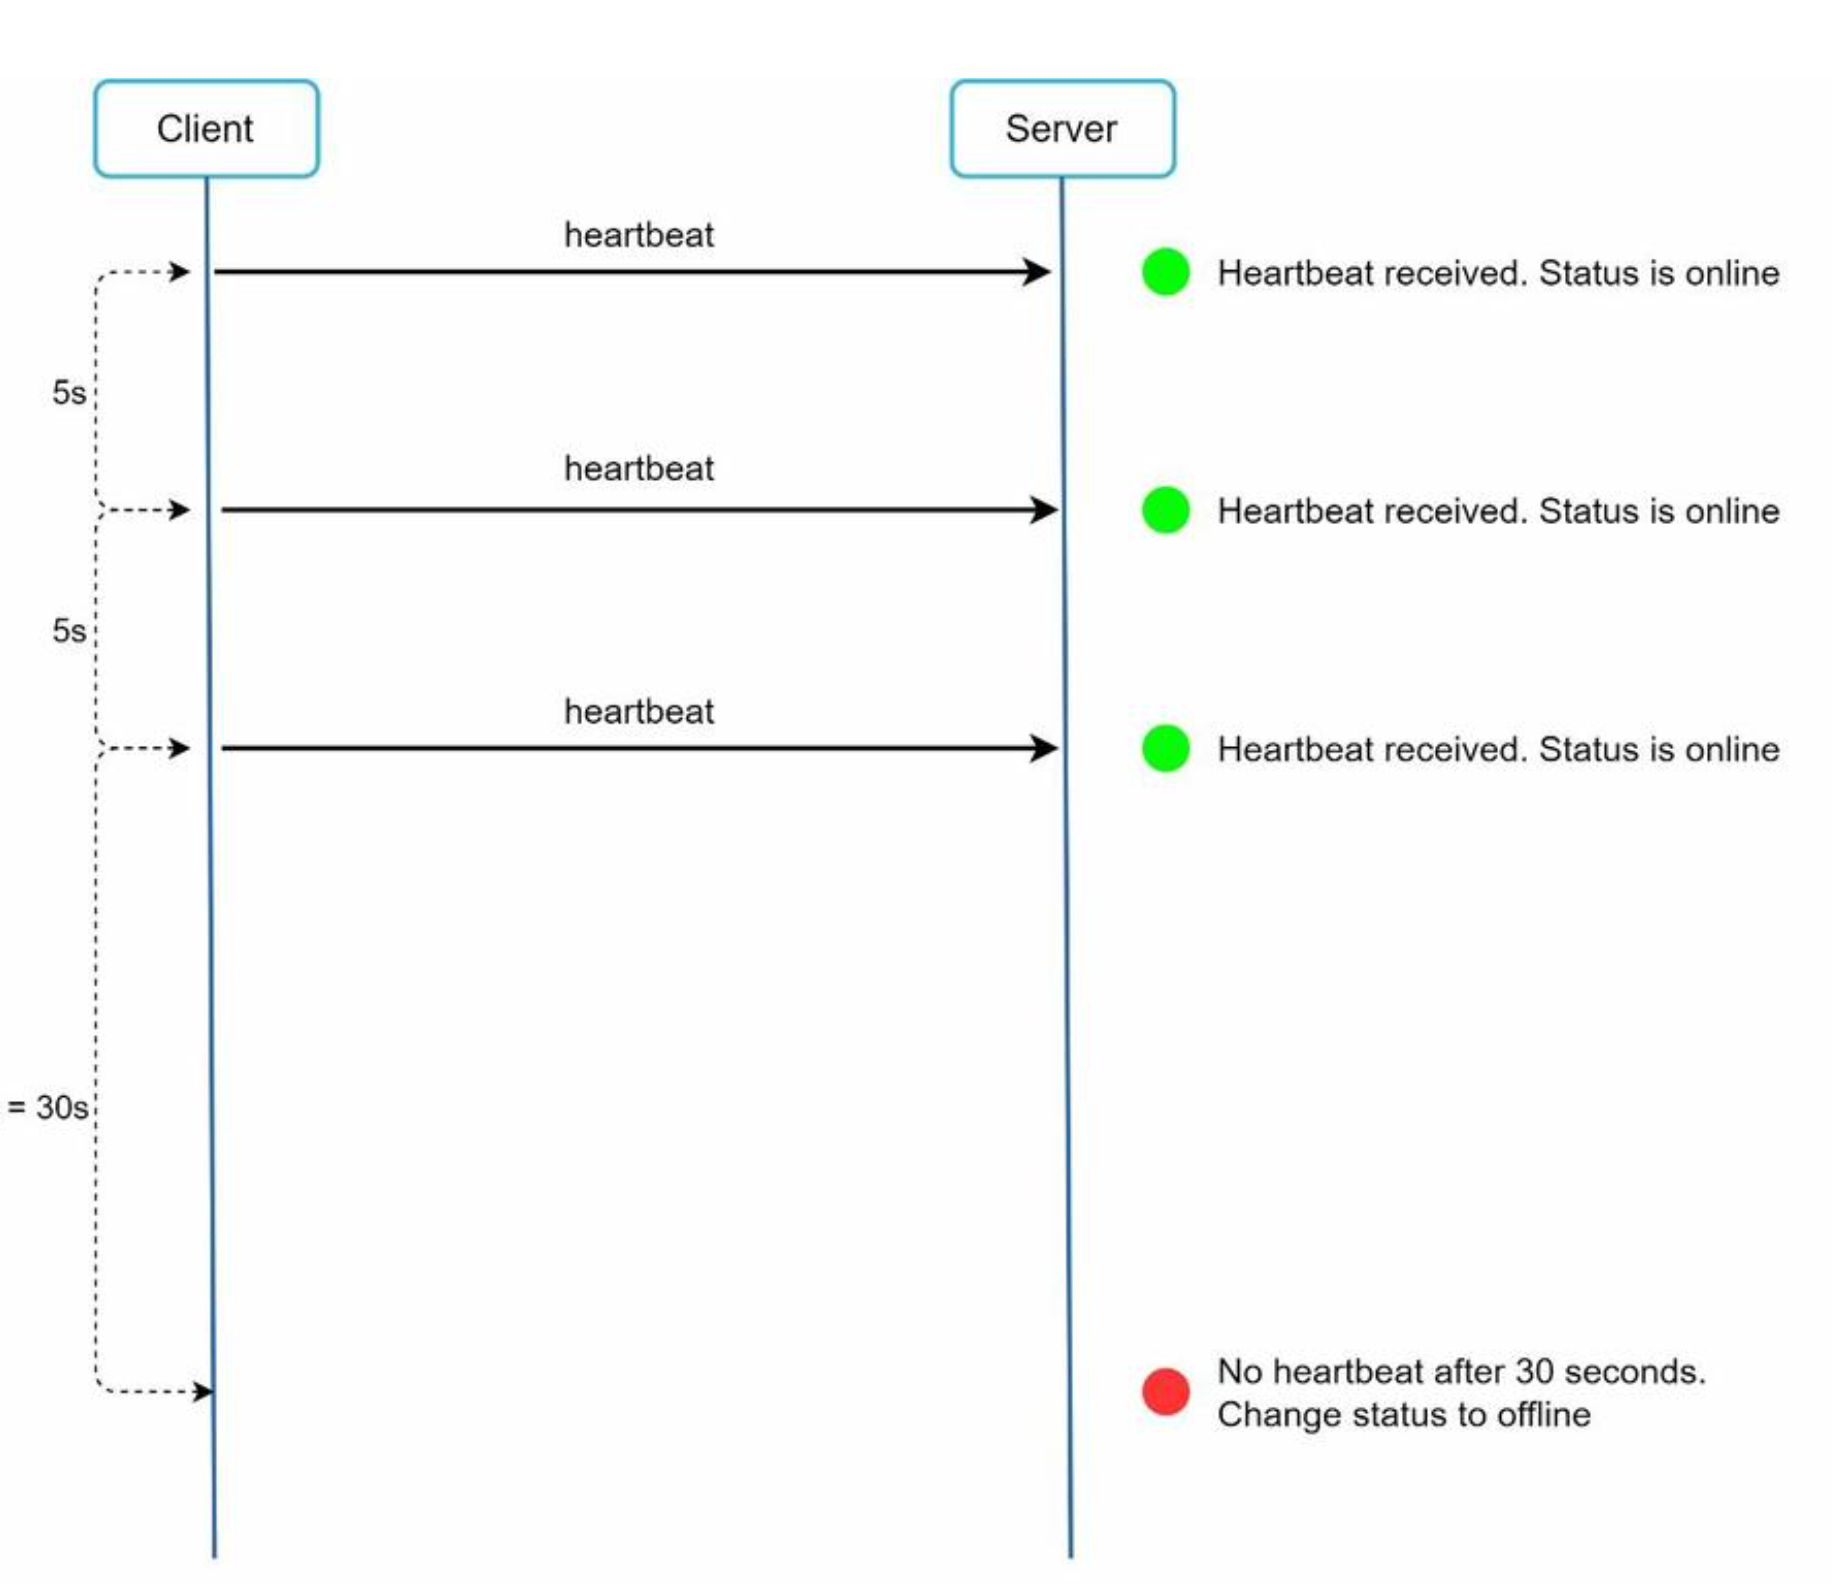 Client
Server
heartbeat
Heartbeat received. Status is online
5s
heartbeat
Heartbeat received. Status is online
5s
heartbeat
Heartbeat received. Status is online
= 30s
No heartbeat after 30 seconds.
Change status to offline